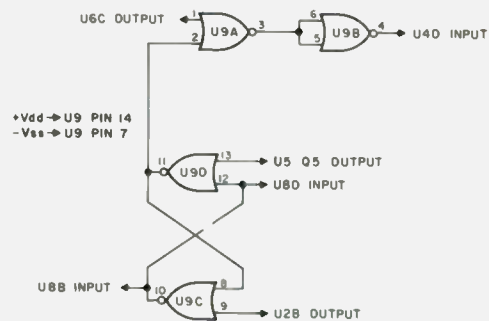 U6C OUTPUT
1
2
U9A
3
6
5
U9B
4
U4D INPUT
+Vdd → U9 PIN 14
-Vss → U9 PIN 7
11
U9D
13
U5 Q5 OUTPUT
12
U8D INPUT
U8B INPUT
10
U9C
8
9
U2B OUTPUT